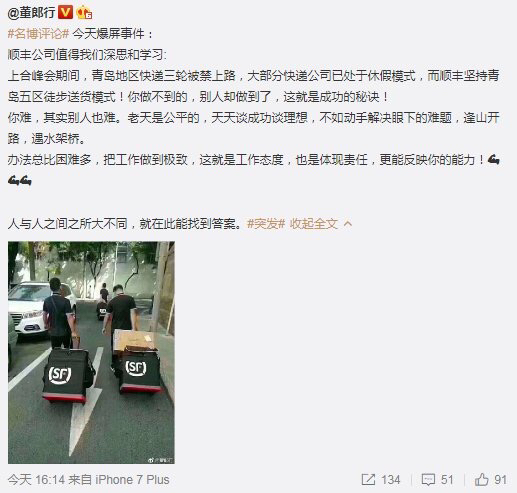 @董郎行
#名博评论# 今天爆屏事件：
顺丰公司值得我们深思和学习:
上合峰会期间，青岛地区快递三轮被禁上路，大部分快递公司已处于休假模式，而顺丰坚持青
岛五区徒步送货模式！你做不到的，别人却做到了，这就是成功的秘诀！
你难，其实别人也难。老天是公平的，天天谈成功谈理想，不如动手解决眼下的难题，逢山开
路，遇水架桥。
办法总比困难多，把工作做到极致，这就是工作态度，也是体现责任，更能反映你的能力！
人与人之间之所大不同，就在此能找到答案。#突发# 收起全文
SF
SF
今天 16:14 来自 iPhone 7 Plus
134
51
91